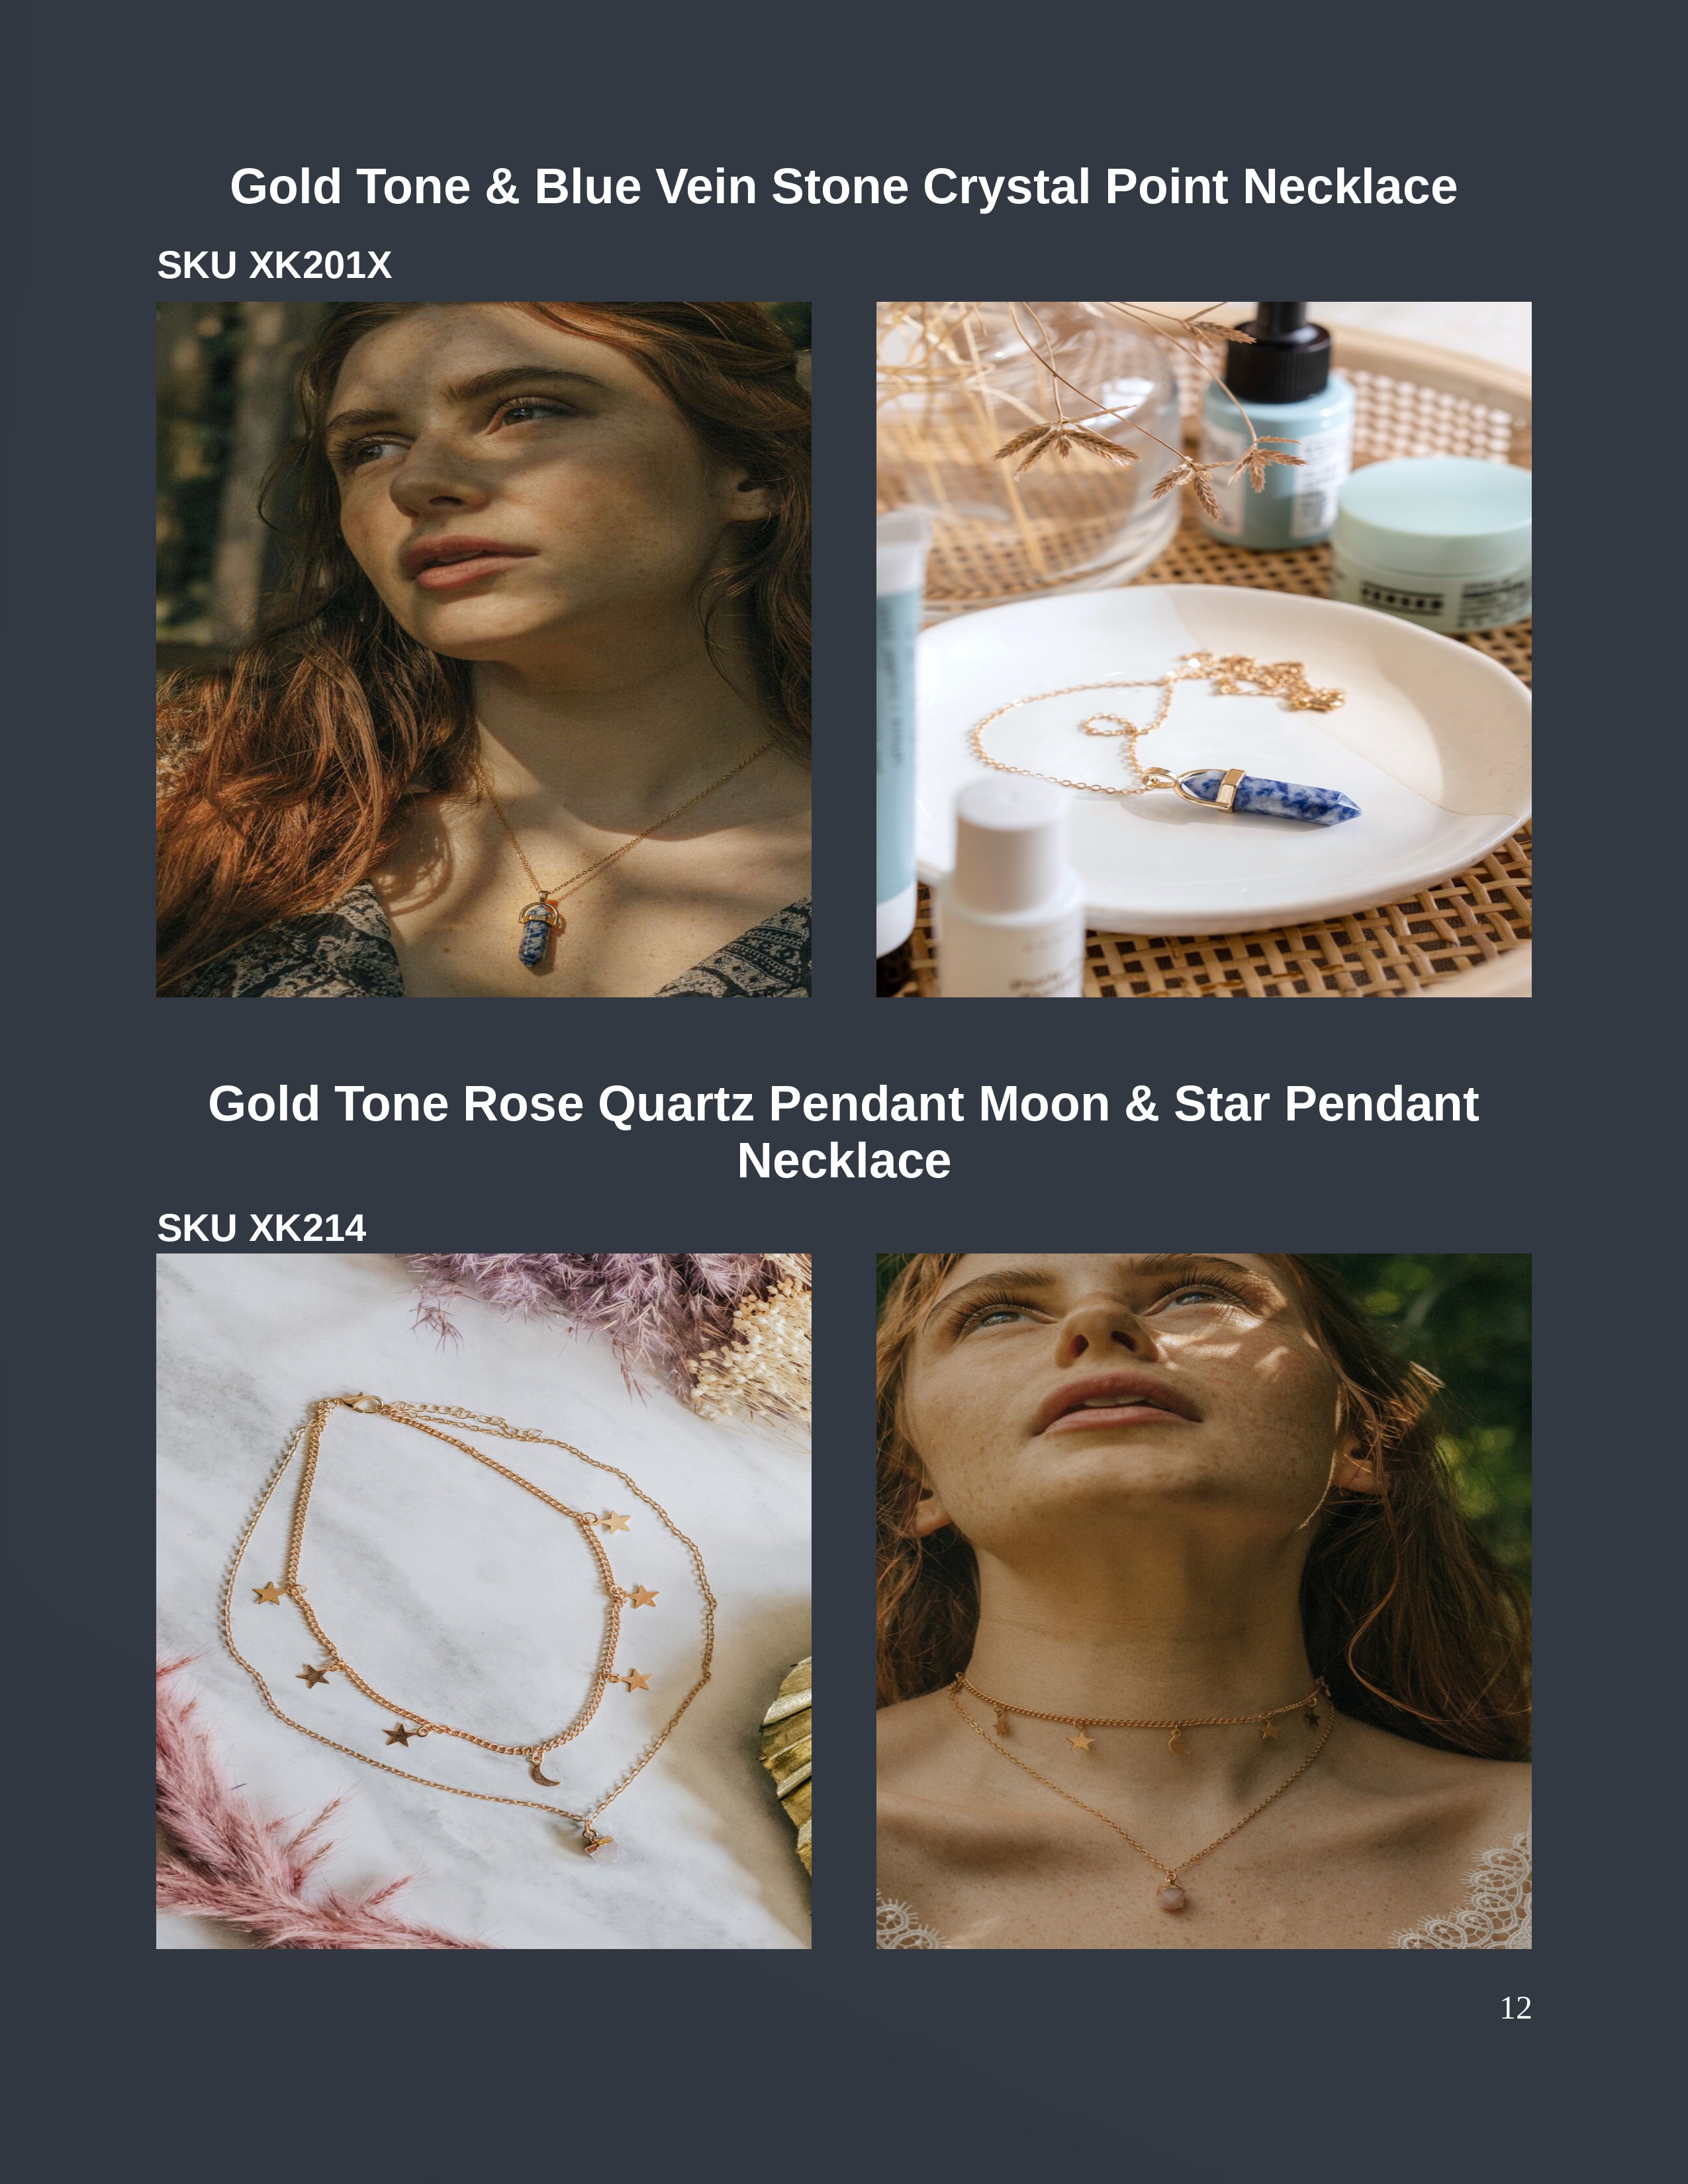 Gold Tone & Blue Vein Stone Crystal Point Necklace
SKU XK201X
Gold Tone Rose Quartz Pendant Moon & Star Pendant
Necklace
SKU XK214
12